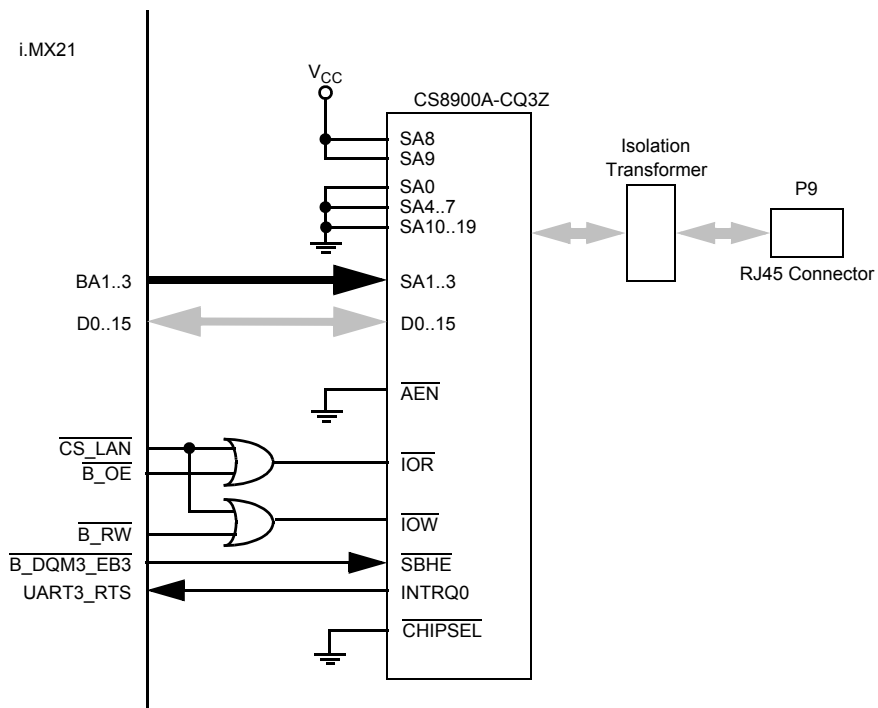 i.MX21
VCC
CS8900A-CQ3Z
SA8
SA9
SA0
SA4..7
SA10..19
Isolation
Transformer
P9
RJ45 Connector
BA1..3
SA1..3
D0..15
D0..15
AEN
CS_LAN
B_OE
IOR
B_RW
IOW
B_DQM3_EB3
SBHE
UART3_RTS
INTRQ0
CHIPSEL